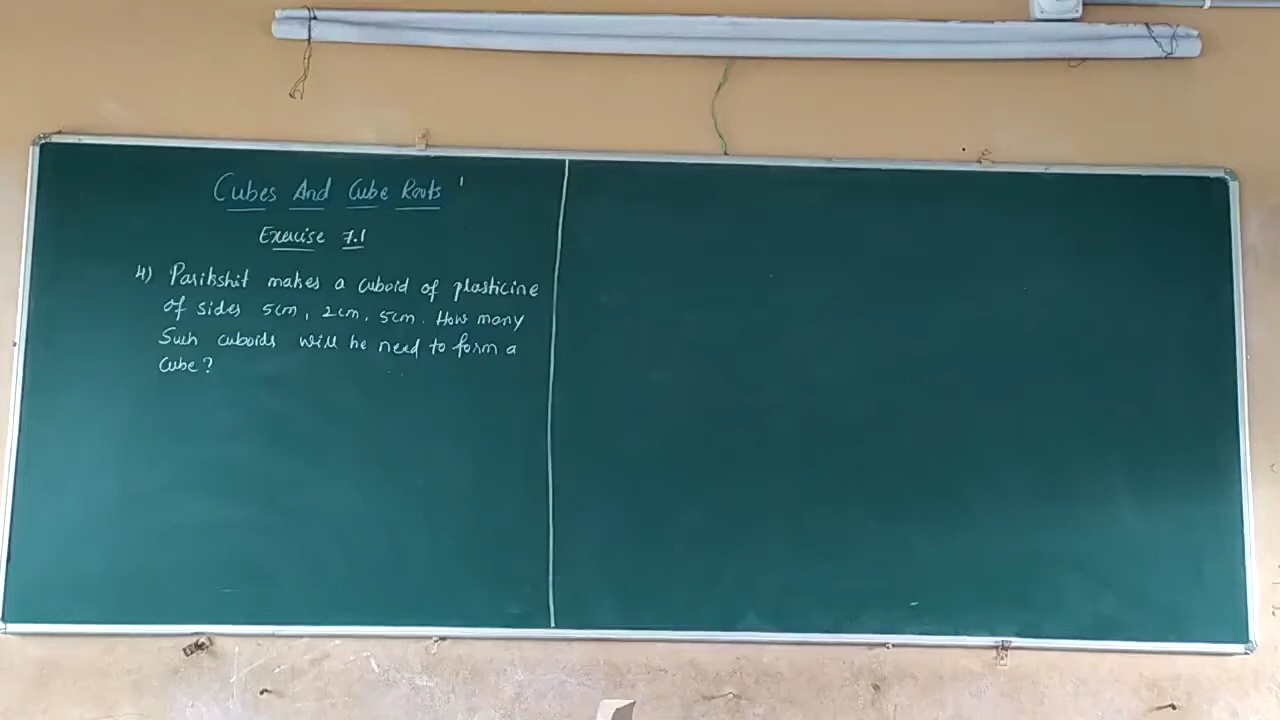 Cubes And Cube Roots
Exercise 7.1
4) Parikshit makes a cuboid of plasticine
of sides 5cm, 2cm, 5cm. How many
Such cuboids will he need to form a
cube?